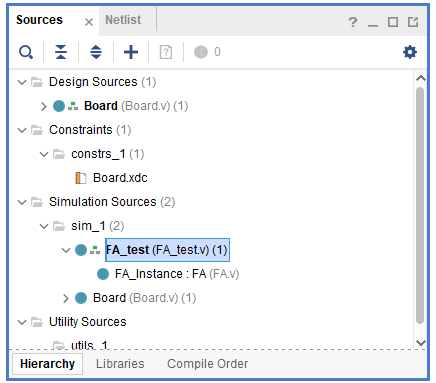 Sources × Netlist ? _
0
Design Sources (1)
Board (Board.v) (1)
Constraints (1)
constrs_1 (1)
Board.xdc
Simulation Sources (2)
sim_1 (2)
FA_test (FA_test.v) (1)
FA_Instance : FA (FA.v)
Board (Board.v) (1)
Utility Sources
utils_1
Hierarchy Libraries Compile Order